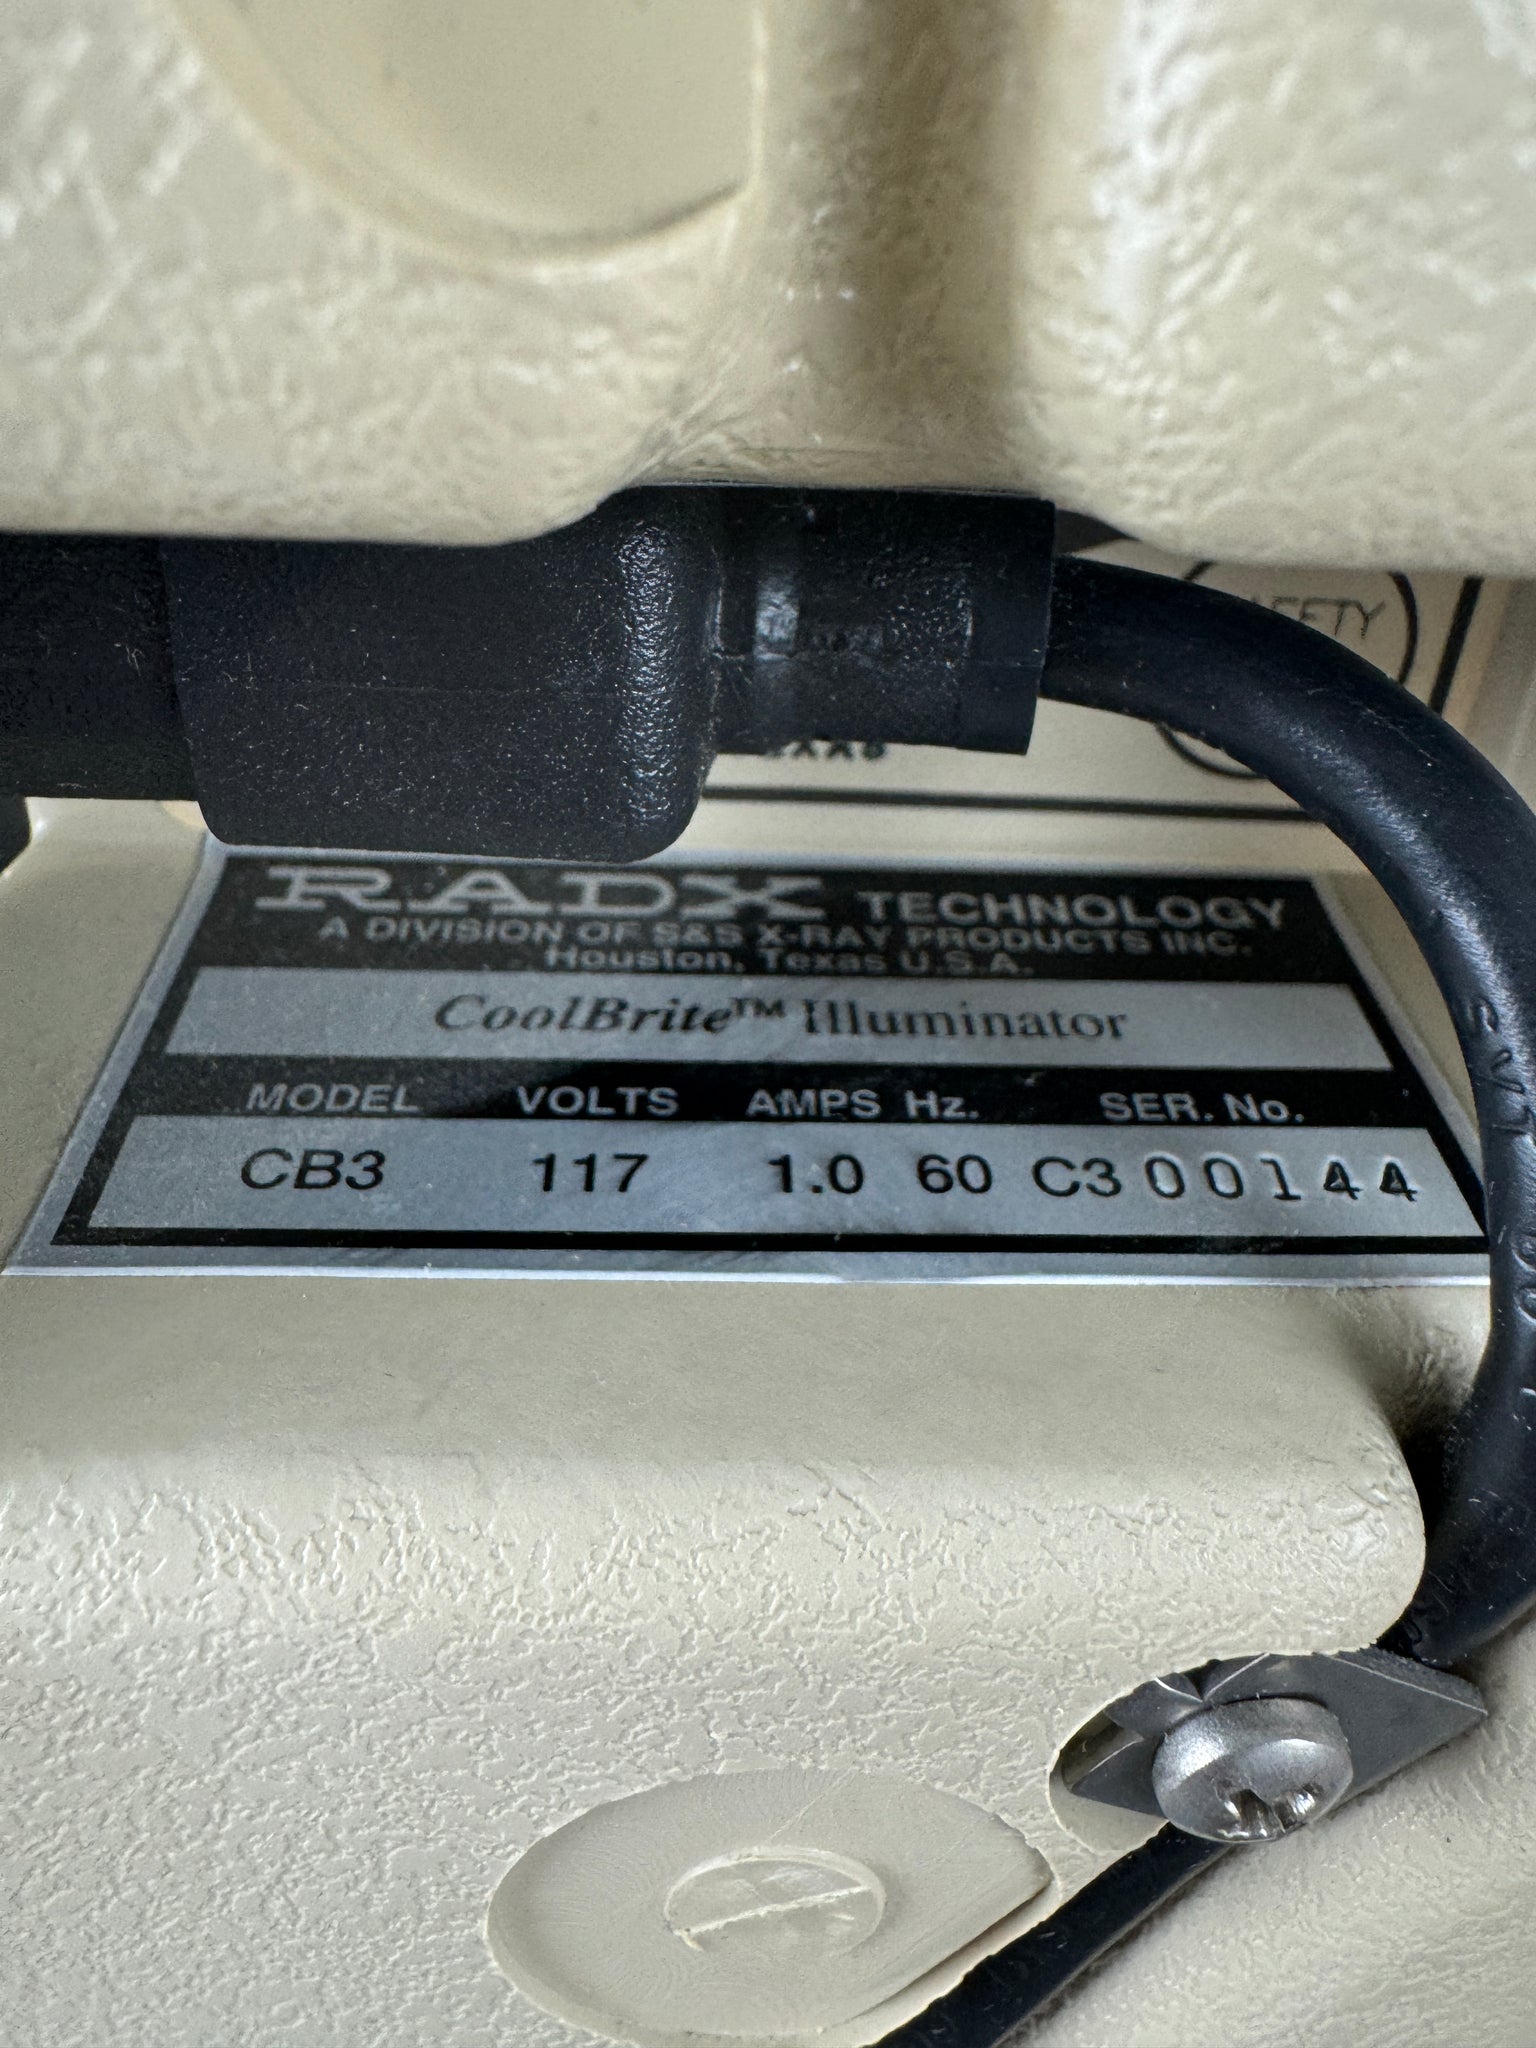 RADX TECHNOLOGY
A DIVISION OF S&S X-RAY PRODUCTS INC.
Houston, Texas U.S.A.
CoolBrite™ Illuminator
MODEL VOLTS AMPS Hz. SER. No.
CB3 117 1.0 60 C300144